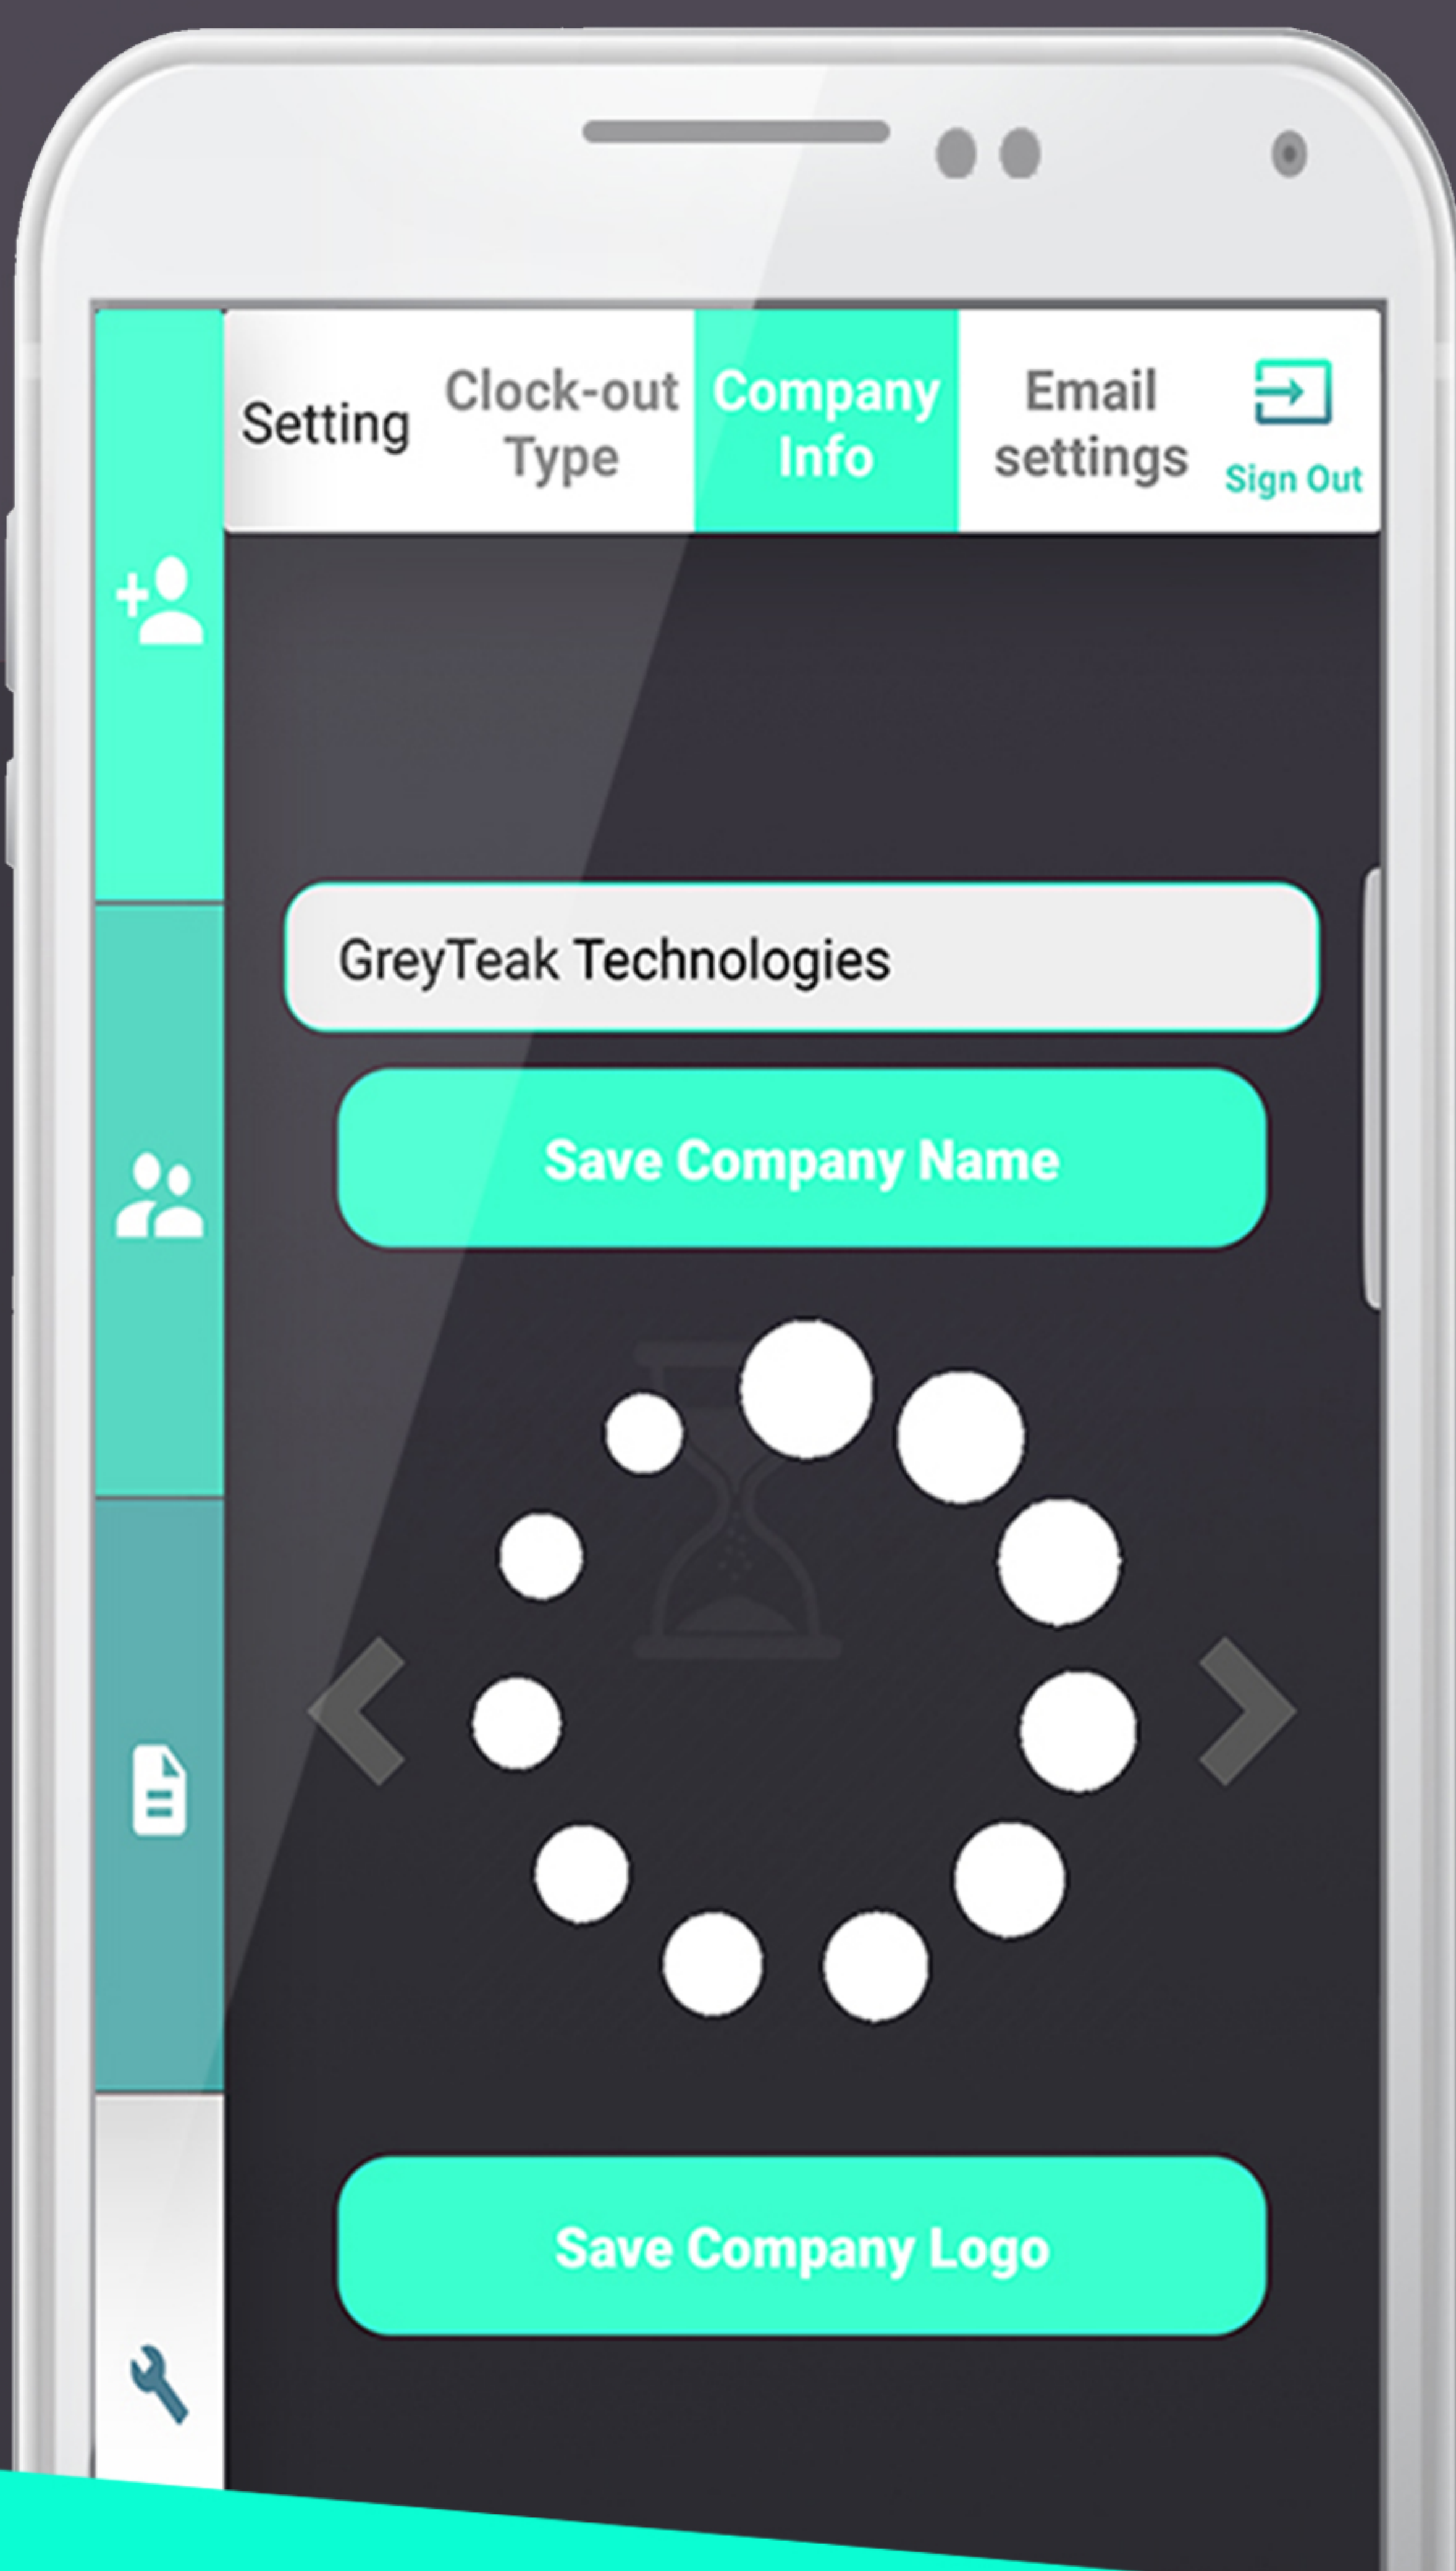 Setting
Clock-out
Type
Company
Info
Email
settings
Sign Out
GreyTeak Technologies
Save Company Name
Save Company Logo